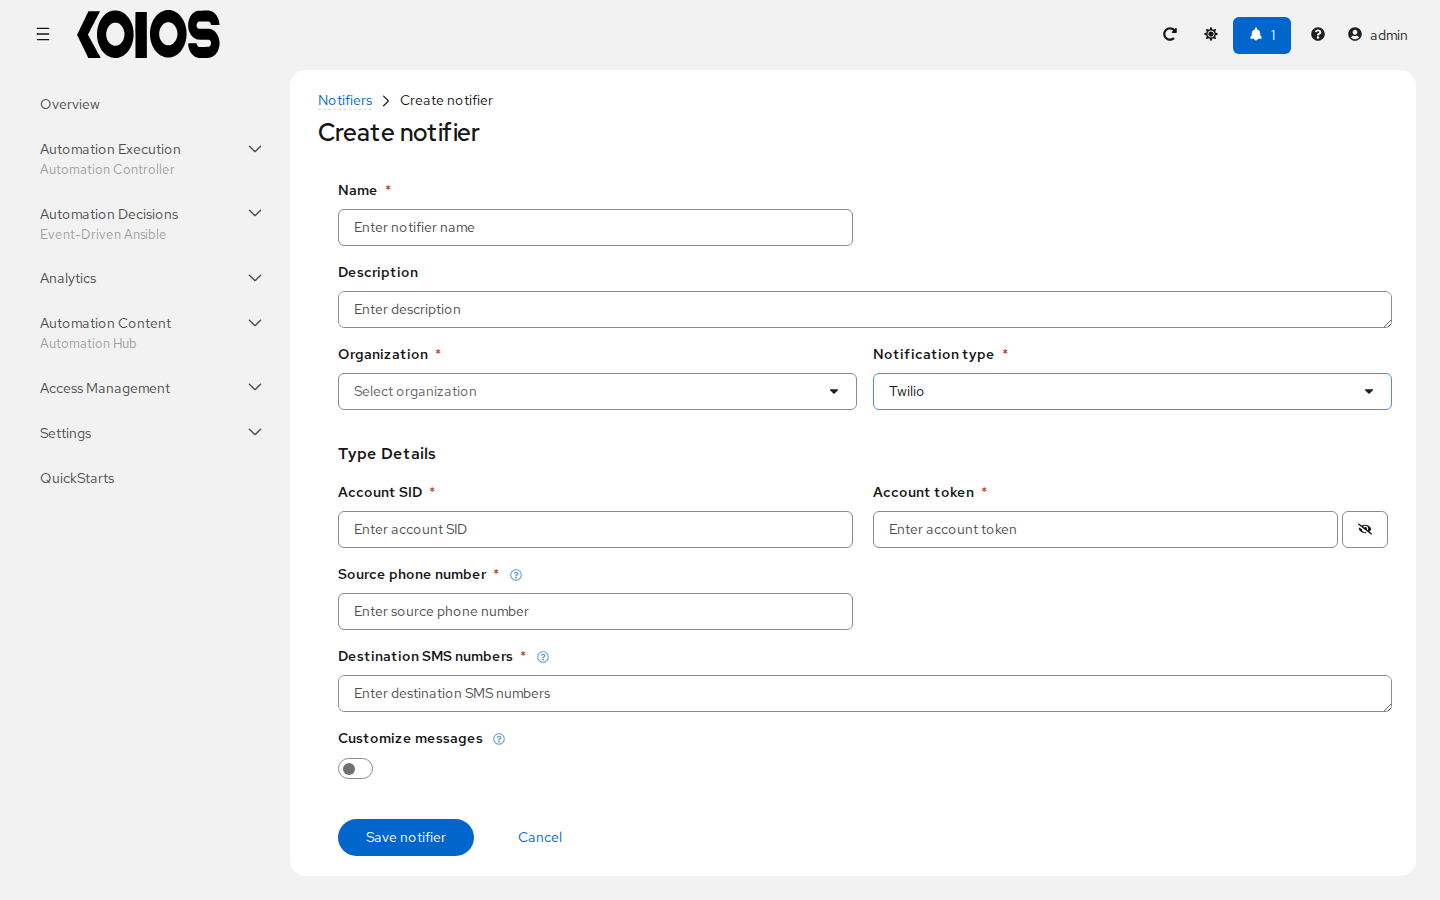 KOIOS
1
admin
Overview
Automation Execution
Automation Controller
Automation Decisions
Event-Driven Ansible
Analytics
Automation Content
Automation Hub
Access Management
Settings
QuickStarts
Notifiers > Create notifier
Create notifier
Name *
Enter notifier name
Description
Enter description
Organization * Notification type *
Select organization Twilio
Type Details
Account SID * Account token *
Enter account SID Enter account token
Source phone number *
Enter source phone number
Destination SMS numbers *
Enter destination SMS numbers
Customize messages
Save notifier Cancel